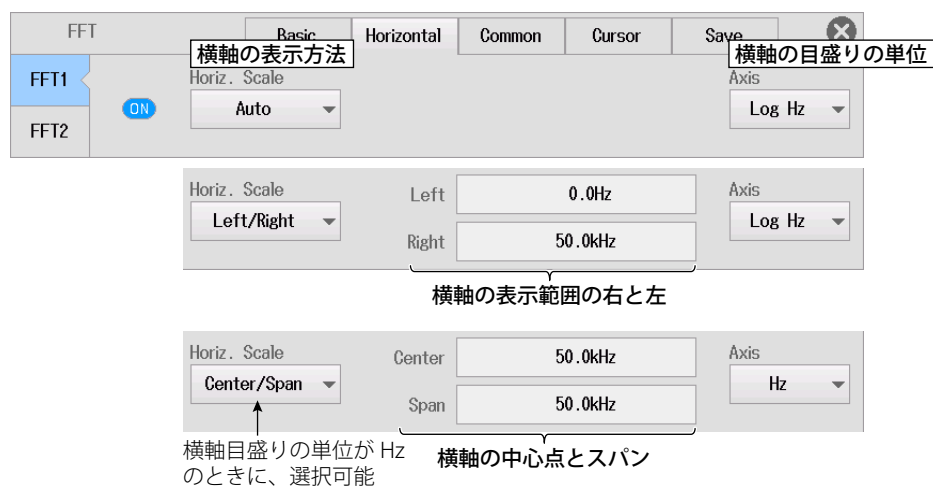 FFT
Basic
Horizontal
Common
Cursor
Save
横軸の表示方法
横軸の目盛りの単位
FFT1
FFT2
ON
Horiz. Scale
Auto
Axis
Log Hz
Horiz. Scale
Left/Right
Left
0.0Hz
Right
50.0kHz
Axis
Log Hz
横軸の表示範囲の右と左
Horiz. Scale
Center/Span
Center
50.0kHz
Span
50.0kHz
Axis
Hz
横軸目盛りの単位が Hz
のときに、選択可能
横軸の中心点とスパン